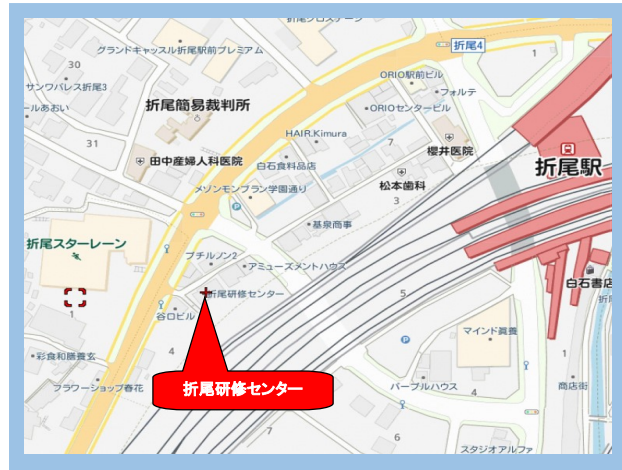 折尾クロステージ
グランドキャッスル折尾駅前プレミアム
折尾4
1
30
サンワパレス折尾3
ORIO駅前ビル
フォルテ
ールあおい
折尾簡易裁判所
ORIOセンタービル
31
HAIR.Kimura
7
櫻井医院
田中産婦人科医院
白石食料品店
折尾駅
メゾンモンブラン学園通り
松本歯科
3
P
基泉商事
折尾スターレーン
プチルノン2
アミューズメントハウス
白石書店
折尾研修センター
5
折
1
谷口ビル
マインド眞養
P
4
彩食和膳養玄
1
フラワーショップ春花
折尾研修センター
パープルハウス
4
商店街
7
6
スタジオアルファ